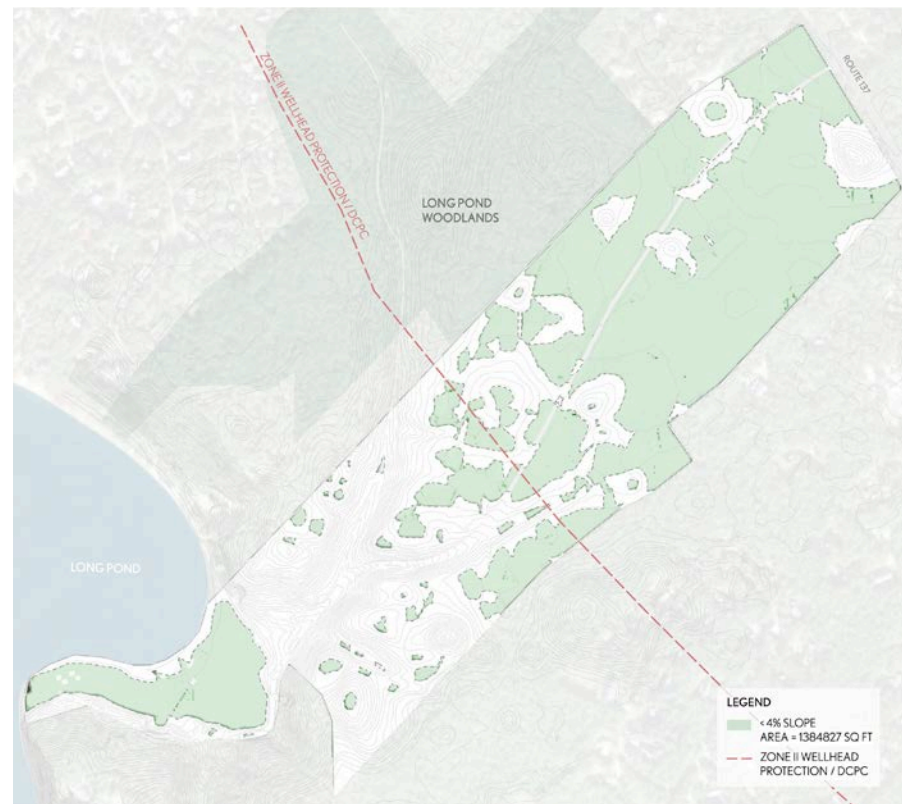 ZONE II WELLHEAD PROTECTION / DCPC
ROUTE 137
LONG POND
WOODLANDS
LONG POND
LEGEND
< 4% SLOPE
AREA = 1384827 SQ FT
ZONE II WELLHEAD
PROTECTION / DCPC